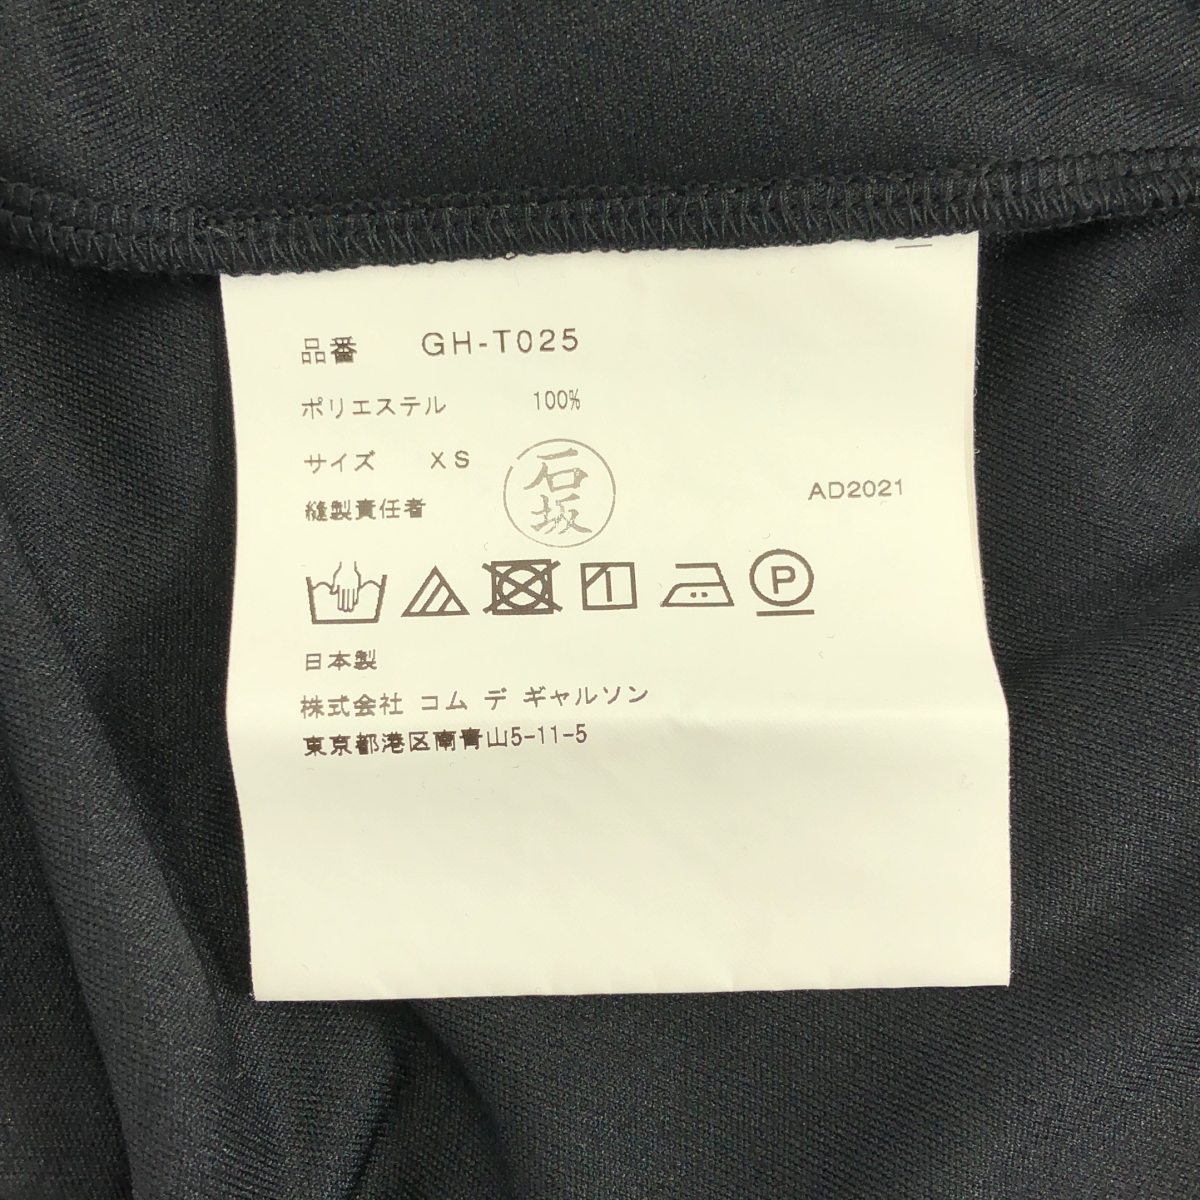 品番 GH-T025
ポリエステル 100%
サイズ XS
縫製責任者 石坂
AD2021
P
日本製
株式会社 コム デ ギャルソン
東京都港区南青山5-11-5